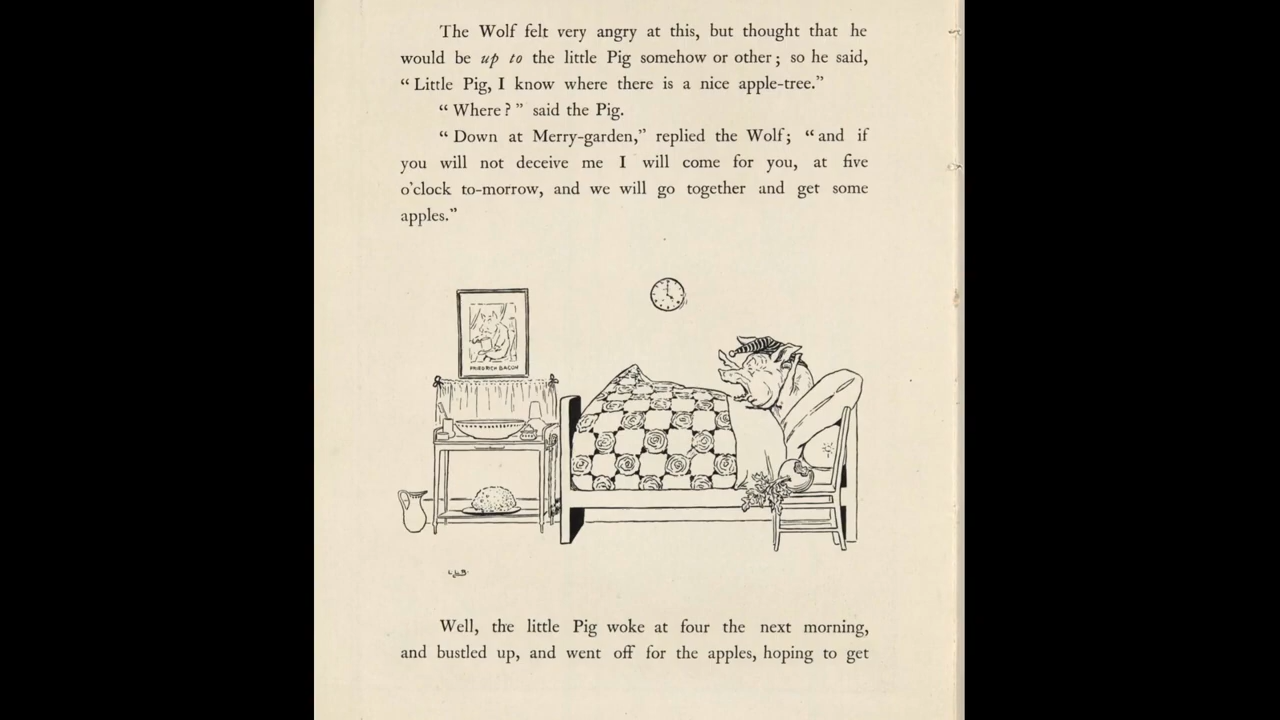 The Wolf felt very angry at this, but thought that he
would be up to the little Pig somehow or other; so he said,
“Little Pig, I know where there is a nice apple-tree.”
“Where?” said the Pig.
“Down at Merry-garden,” replied the Wolf; “and if
you will not deceive me I will come for you, at five
o’clock to-morrow, and we will go together and get some
apples.”
FRIEDRICH BACON
L.L.B.
Well, the little Pig woke at four the next morning,
and bustled up, and went off for the apples, hoping to get